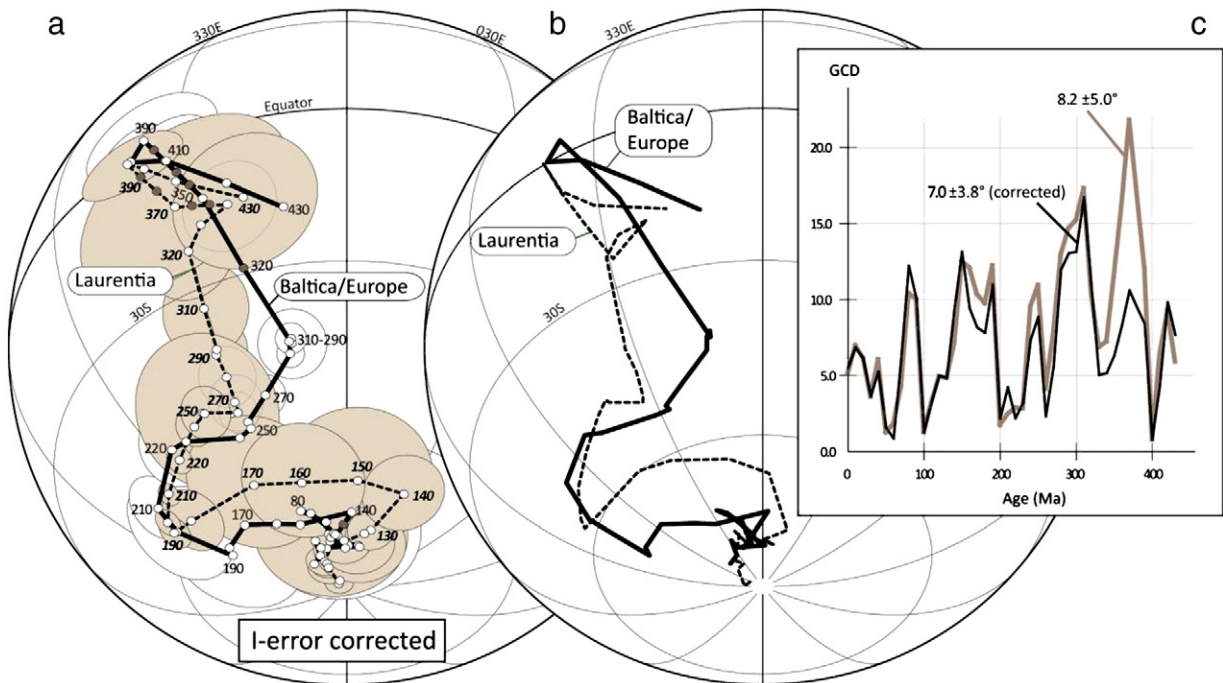 a
330E
030E
Equator
390
410
390
350
370
430
430
320
320
Laurentia
Baltica/Europe
30S
310
310-290
290
270
270
250
250
220
220
210
210
190
190
170
170
160
150
140
140
130
80
I-error corrected
b
330E
Baltica/
Europe
Laurentia
30S
c
GCD
8.2 ±5.0°
7.0 ±3.8° (corrected)
20.0
15.0
10.0
5.0
0.0
0
100
200
300
400
Age (Ma)